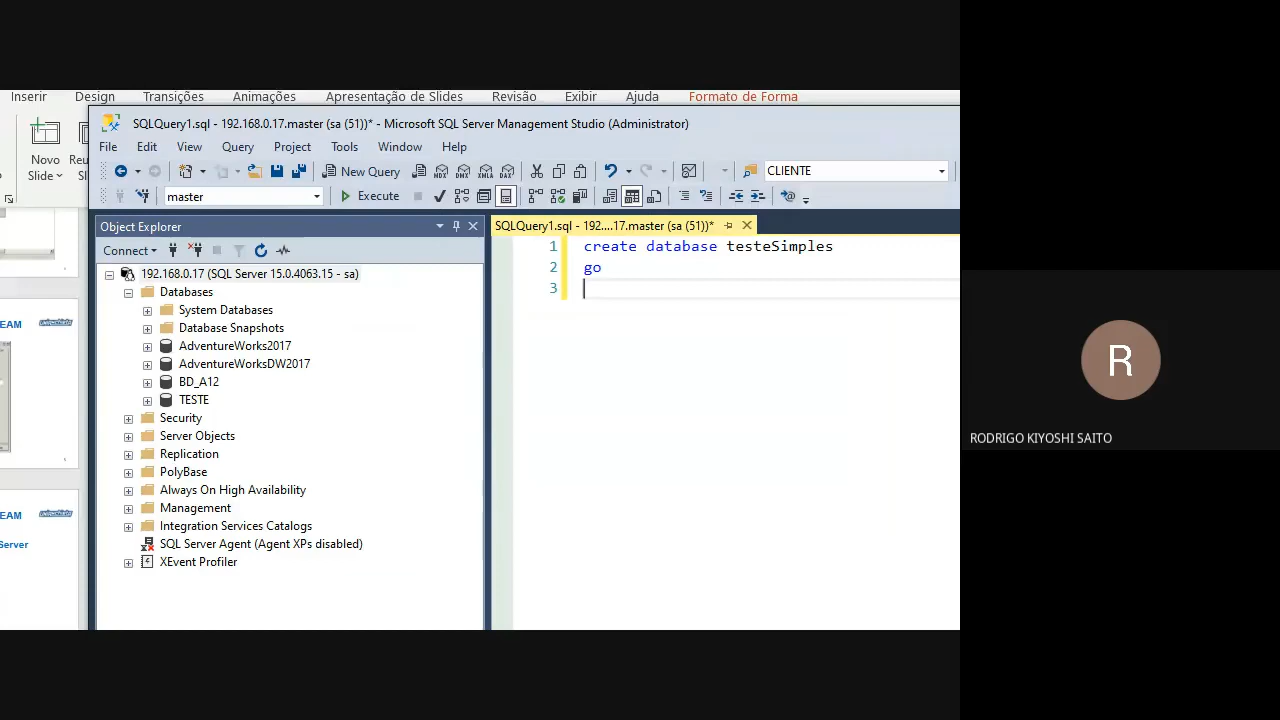 Inserir Design Transições Animações Apresentação de Slides Revisão Exibir Ajuda Formato de Forma
Novo
Slide
SQLQuery1.sql - 192.168.0.17.master (sa (51))* - Microsoft SQL Server Management Studio (Administrator)
File Edit View Query Project Tools Window Help
New Query
MDX DMX XMLA DAX
CLIENTE
master
Execute
Object Explorer
SQLQuery1.sql - 192....17.master (sa (51))*
Connect
1 create database testeSimples
2 go
3
192.168.0.17 (SQL Server 15.0.4063.15 - sa)
Databases
System Databases
Database Snapshots
AdventureWorks2017
AdventureWorksDW2017
BD_A12
TESTE
Security
Server Objects
Replication
PolyBase
Always On High Availability
Management
Integration Services Catalogs
SQL Server Agent (Agent XPs disabled)
XEvent Profiler
EAM
EAM
Server
R
RODRIGO KIYOSHI SAITO